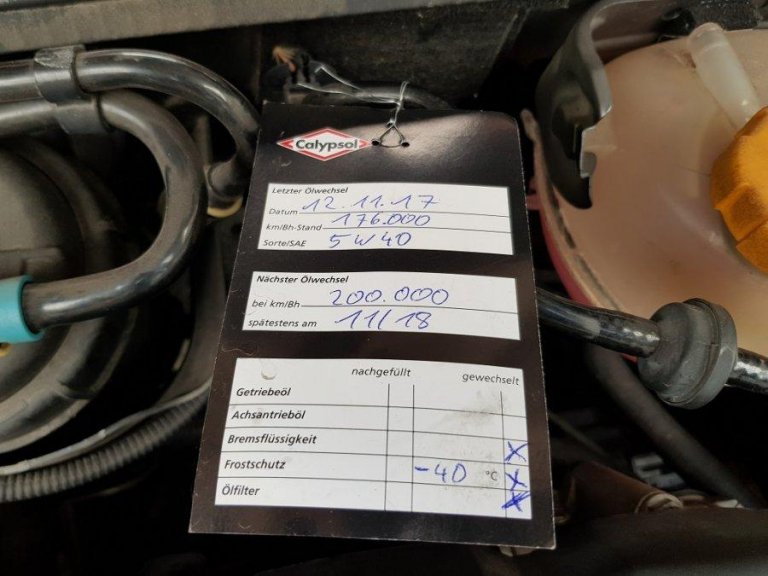 Calypsol
Letzter Ölwechsel
Datum 12.11.17
km/Bh-Stand 176.000
Sorte/SAE 5W40
Nächster Ölwechsel
bei km/Bh 200.000
spätestens am 11/18
nachgefüllt gewechselt
Getriebeöl
Achsantrieböl
Bremsflüssigkeit X
Frostschutz -40 °C X
Ölfilter X